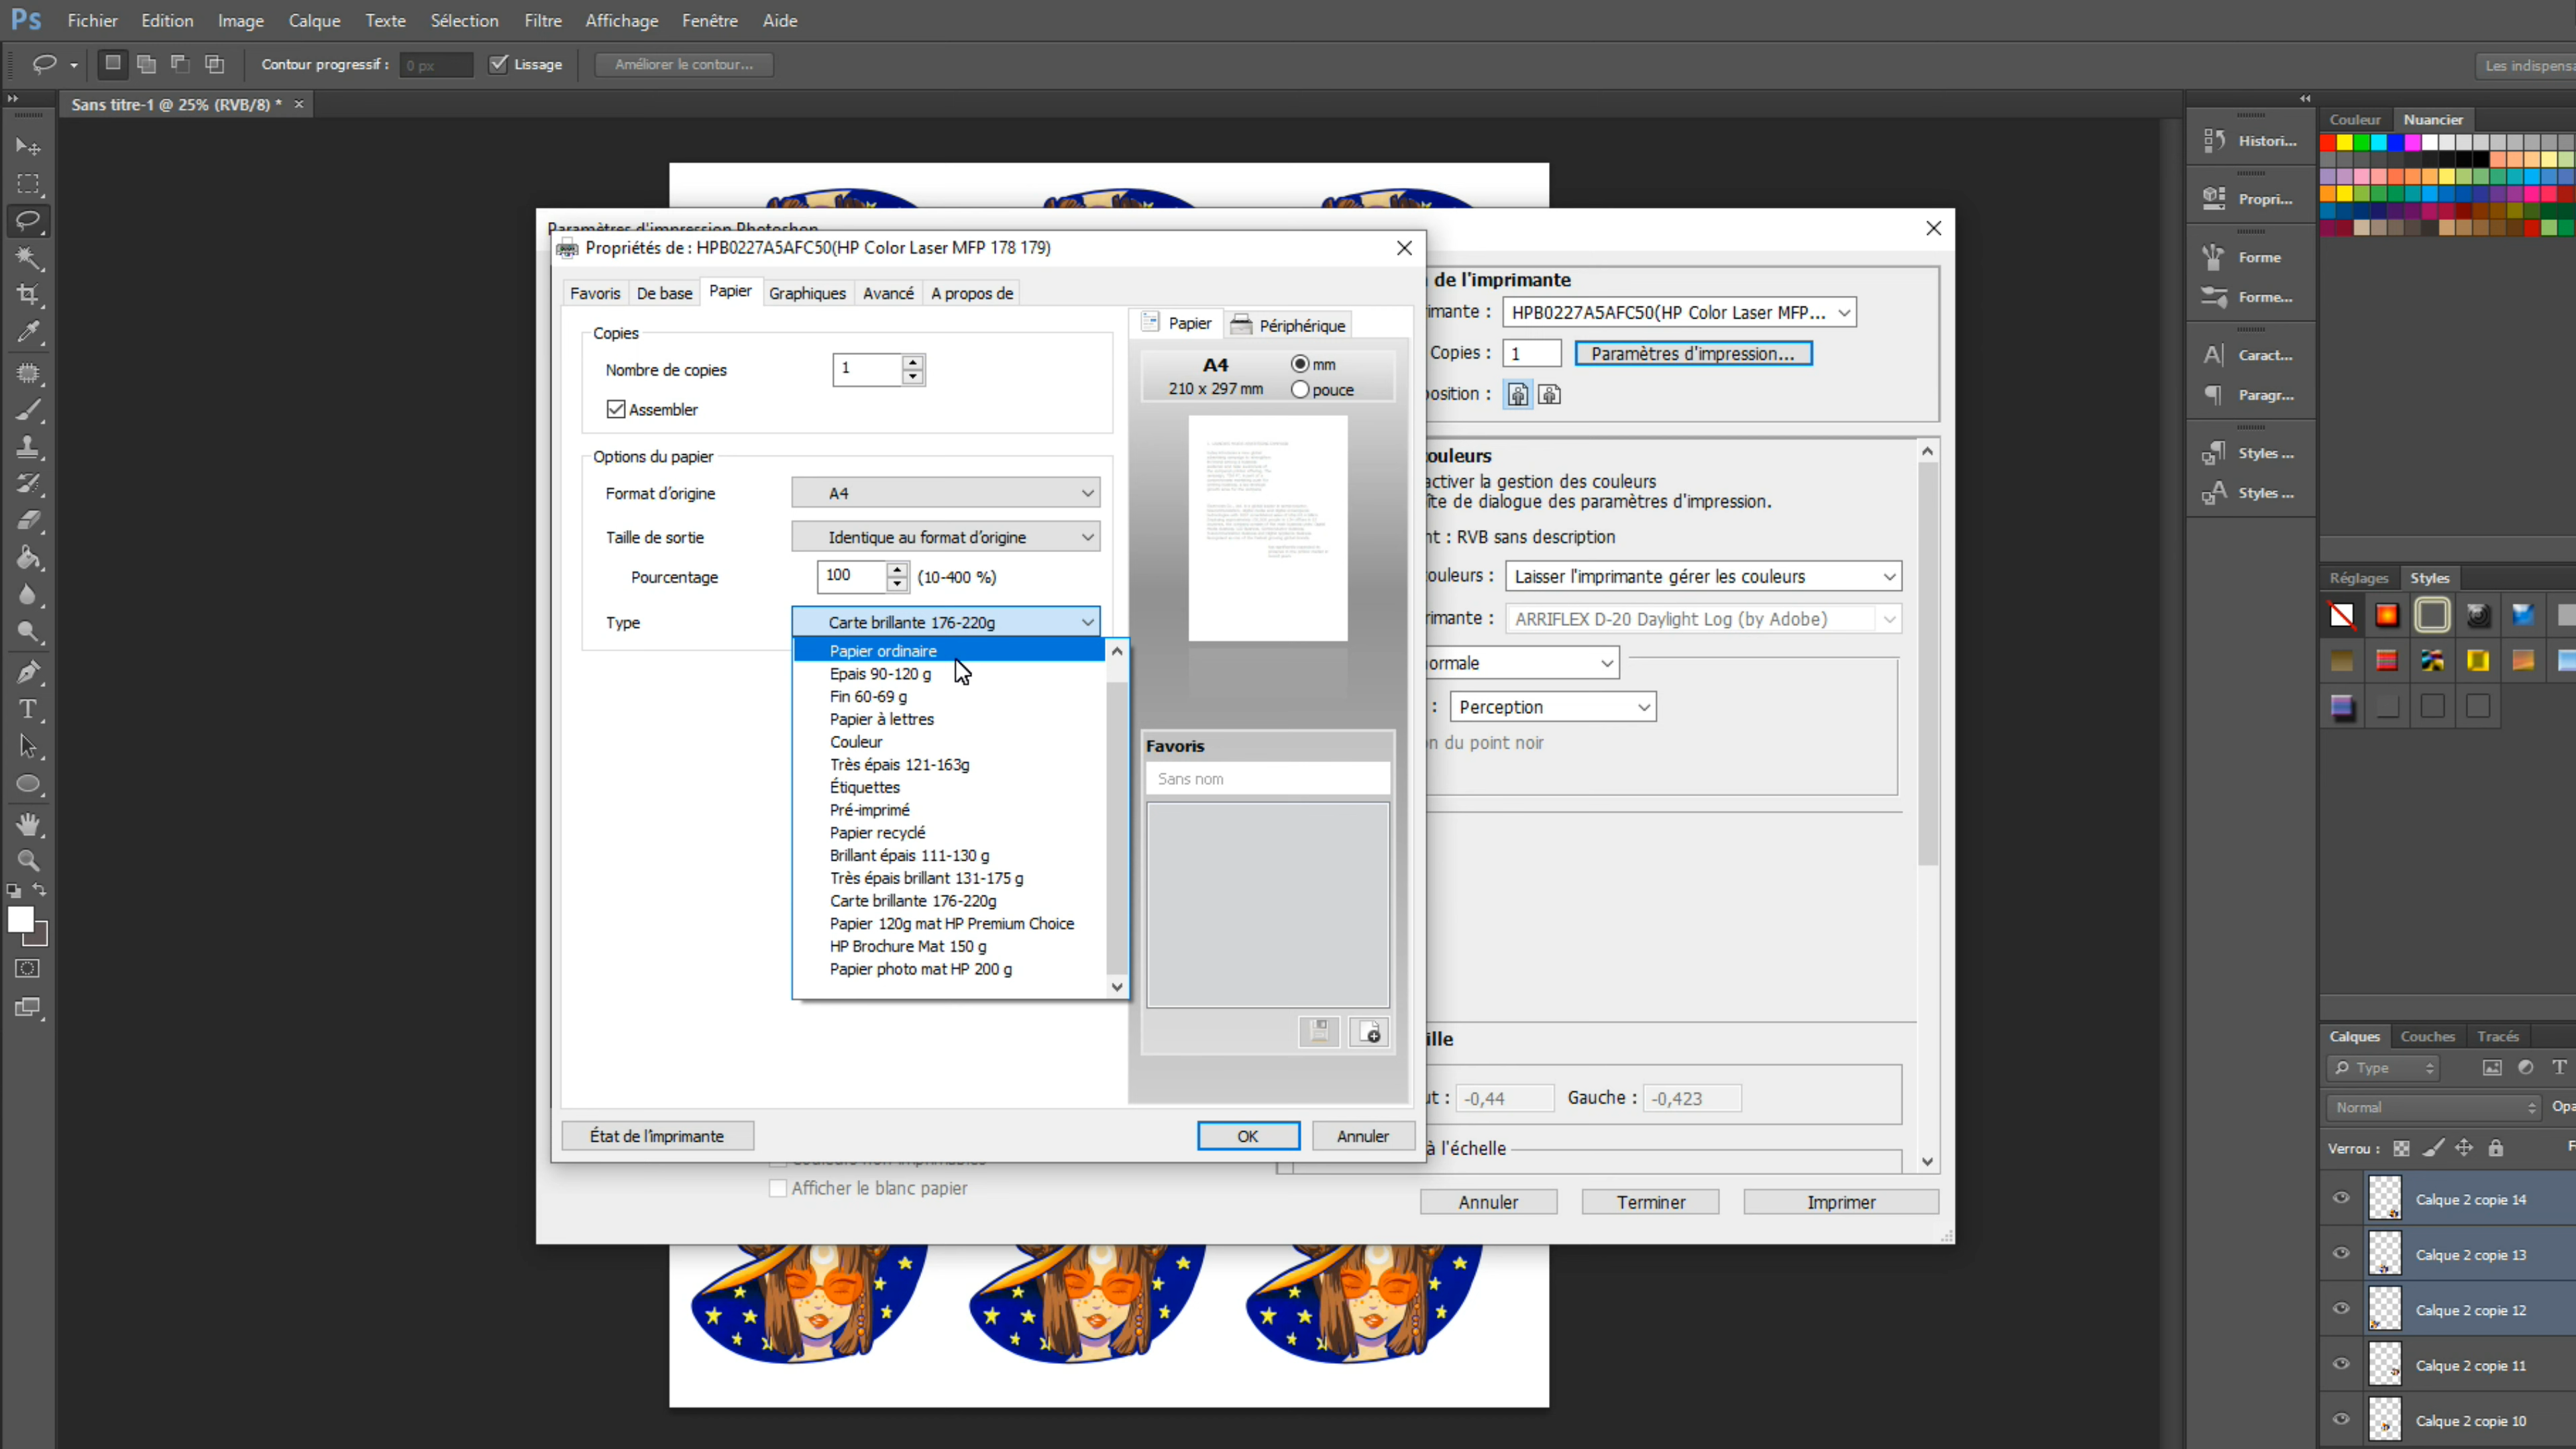 Ps Fichier Edition Image Calque Texte Sélection Filtre Affichage Fenêtre Aide
Contour progressif : 0 px Lissage Améliorer le contour... Les indispensa
Sans titre-1 @ 25% (RVB/8) * ×
Paramètres d'impression Photoshop
Propriétés de : HPB0227A5AFC50(HP Color Laser MFP 178 179)
Favoris De base Papier Graphiques Avancé A propos de
Copies
Nombre de copies 1
Assembler
Options du papier
Format d'origine A4
Taille de sortie Identique au format d'origine
Pourcentage 100 (10-400 %)
Type Carte brillante 176-220g
Papier ordinaire
Epais 90-120 g
Fin 60-69 g
Papier à lettres
Couleur
Très épais 121-163g
Étiquettes
Pré-imprimé
Papier recyclé
Brillant épais 111-130 g
Très épais brillant 131-175 g
Carte brillante 176-220g
Papier 120g mat HP Premium Choice
HP Brochure Mat 150 g
Papier photo mat HP 200 g
Papier Périphérique
A4 mm
210 x 297 mm pouce
Favoris
Sans nom
État de l'imprimante OK Annuler
de l'imprimante
imante : HPB0227A5AFC50(HP Color Laser MFP...
Copies : 1 Paramètres d'impression...
osition :
ouleurs
activer la gestion des couleurs
îte de dialogue des paramètres d'impression.
nt : RVB sans description
ouleurs : Laisser l'imprimante gérer les couleurs
rimante : ARRIFLEX D-20 Daylight Log (by Adobe)
ormale
: Perception
n du point noir
ille
ut : -0,44 Gauche : -0,423
à l'échelle
Afficher le blanc papier
Annuler Terminer Imprimer
Histori...
Propri...
Forme
Forme...
Caract...
Paragr...
Styles ...
Styles ...
Couleur Nuancier
Réglages Styles
Calques Couches Tracés
Type
Normal Opa
Verrou : F
Calque 2 copie 14
Calque 2 copie 13
Calque 2 copie 12
Calque 2 copie 11
Calque 2 copie 10